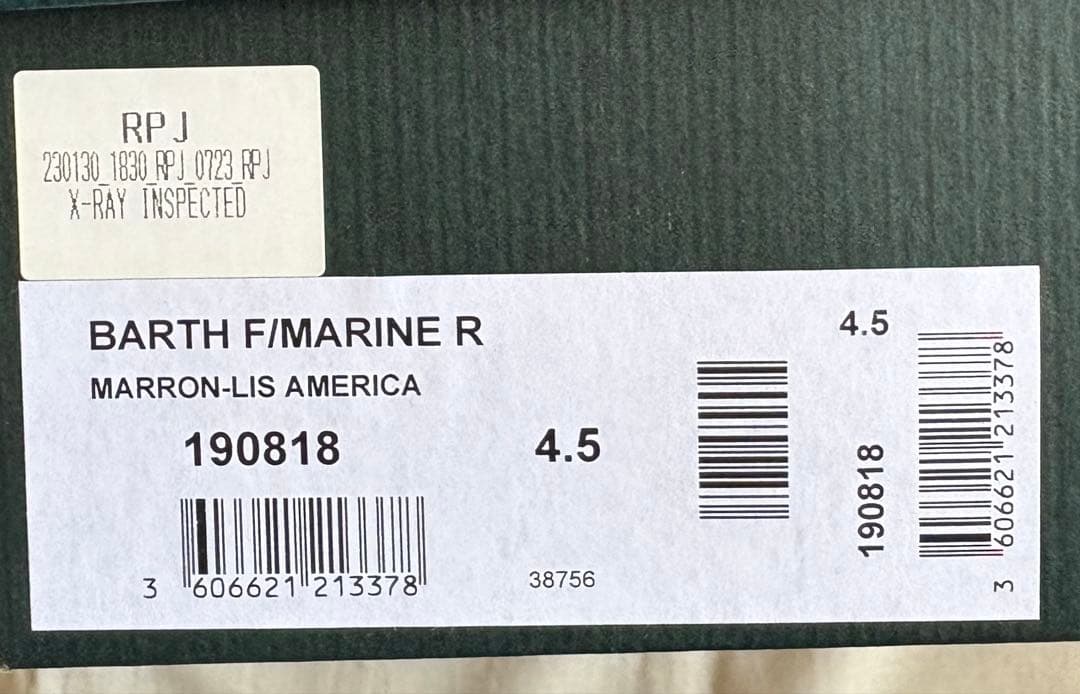 RPJ
230130_1830_RPJ_0723_RPJ
X-RAY INSPECTED
BARTH F/MARINE R
MARRON-LIS AMERICA
190818
4.5
3 606621 213378
38756
4.5
190818
3 606621 213378